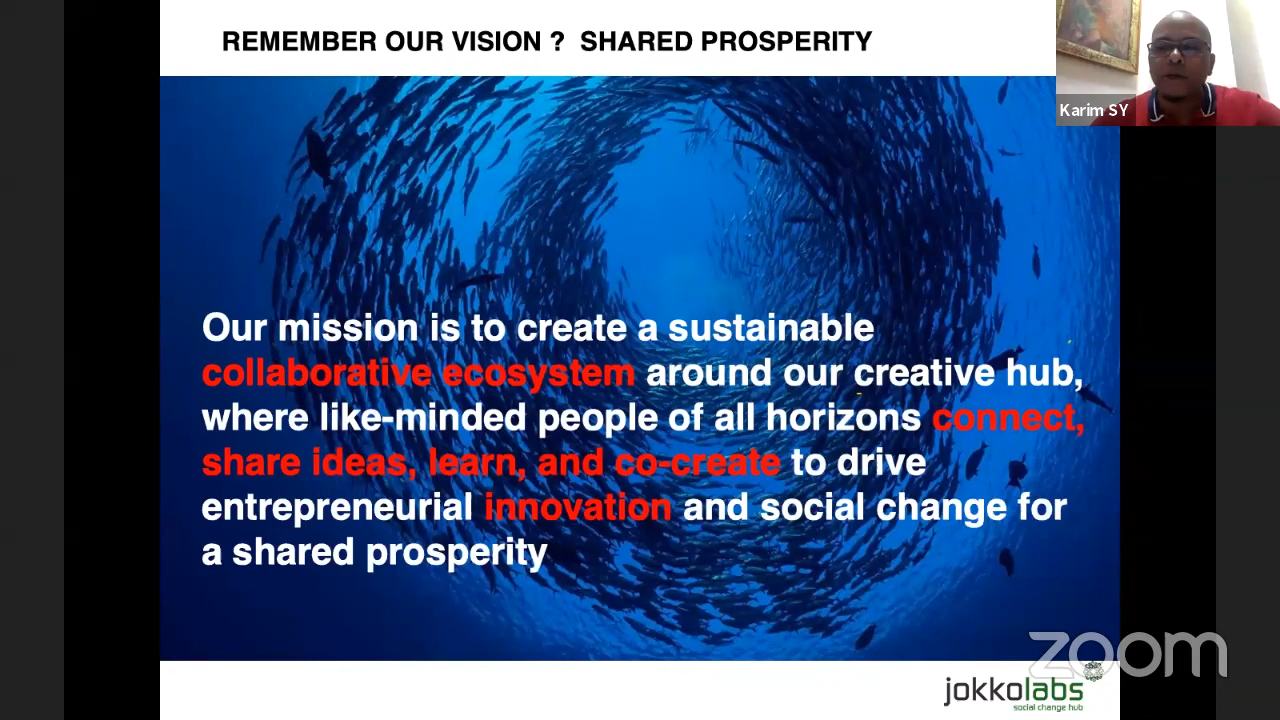 REMEMBER OUR VISION ? SHARED PROSPERITY
Karim SY
Our mission is to create a sustainable
collaborative ecosystem around our creative hub,
where like-minded people of all horizons connect,
share ideas, learn, and co-create to drive
entrepreneurial innovation and social change for
a shared prosperity
zoom
jokkolabs
social change hub